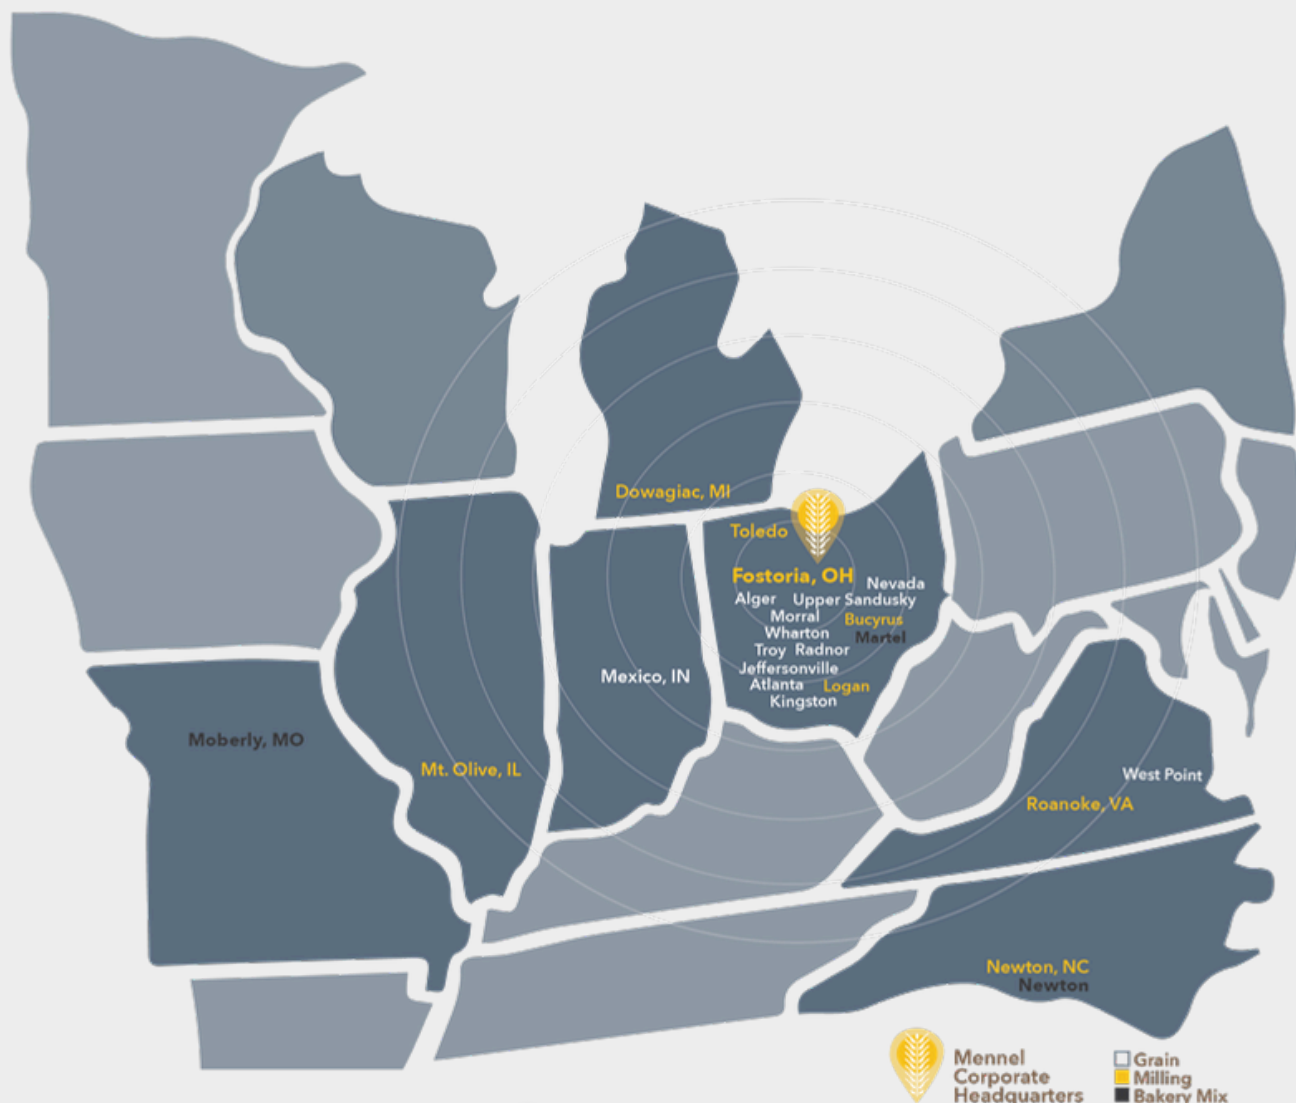 Dowagiac, MI
Toledo
Fostoria, OH
Nevada
Alger Upper Sandusky
Morral Bucyrus
Wharton Martel
Troy Radnor
Jeffersonville
Mexico, IN
Atlanta Logan
Kingston
Moberly, MO
Mt. Olive, IL
West Point
Roanoke, VA
Newton, NC
Newton
Mennel
Corporate
Headquarters
Grain
Milling
Bakery Mix